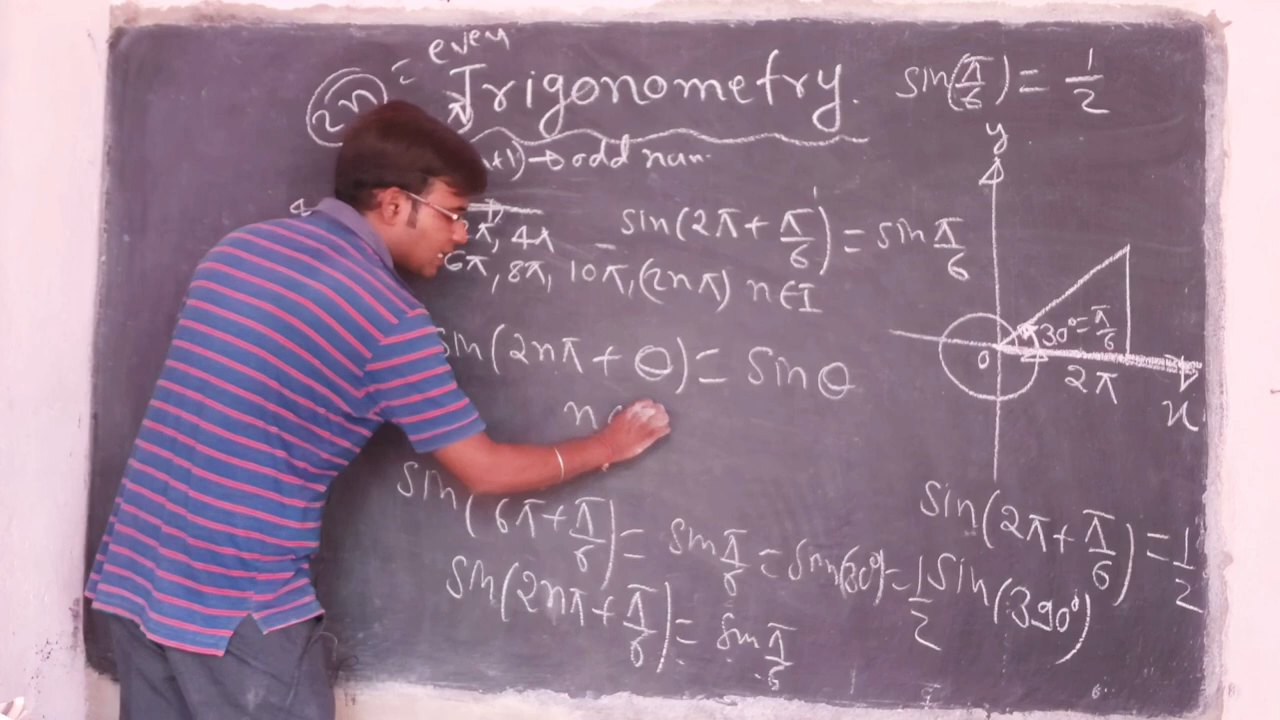 2n = even
Trigonometry.
+1) → odd num.
π, 4π
6π, 8π, 10π, (2nπ) n∈I
sin(2π + π/6) = sin π/6
sin(2nπ + θ) = sinθ
n
sin(6π + π/6) = sin π/6 = sin(30°) = 1/2
sin(2nπ + π/6) = sin π/6
sin(π/6) = 1/2
y
30° = π/6
0
2π
x
sin(2π + π/6) = 1/2
sin(390°)